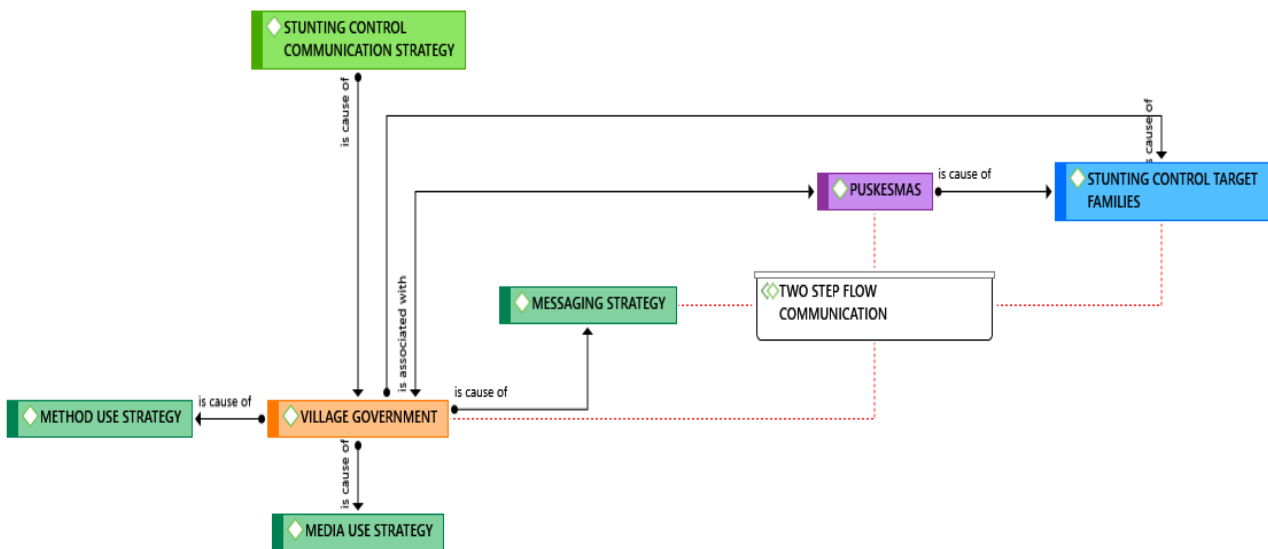 STUNTING CONTROL
COMMUNICATION STRATEGY
is cause of
is cause of
PUSKESMAS
is cause of
STUNTING CONTROL TARGET
FAMILIES
is associated with
MESSAGING STRATEGY
TWO STEP FLOW
COMMUNICATION
is cause of
METHOD USE STRATEGY
is cause of
VILLAGE GOVERNMENT
is cause of
MEDIA USE STRATEGY